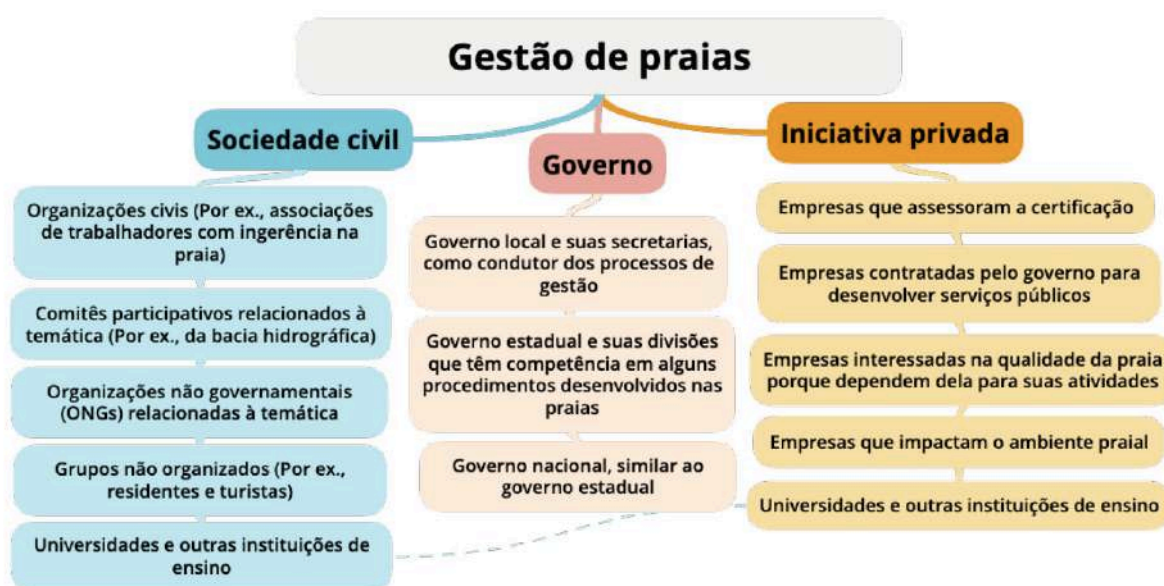 Gestão de praias
Sociedade civil
Organizações civis (Por ex., associações
de trabalhadores com ingerência na
praia)
Comitês participativos relacionados à
temática (Por ex., da bacia hidrográfica)
Organizações não governamentais
(ONGs) relacionadas à temática
Grupos não organizados (Por ex.,
residentes e turistas)
Universidades e outras instituições de
ensino
Governo
Governo local e suas secretarias,
como condutor dos processos de
gestão
Governo estadual e suas divisões
que têm competência em alguns
procedimentos desenvolvidos nas
praias
Governo nacional, similar ao
governo estadual
Iniciativa privada
Empresas que assessoram a certificação
Empresas contratadas pelo governo para
desenvolver serviços públicos
Empresas interessadas na qualidade da praia
porque dependem dela para suas atividades
Empresas que impactam o ambiente praial
Universidades e outras instituições de ensino